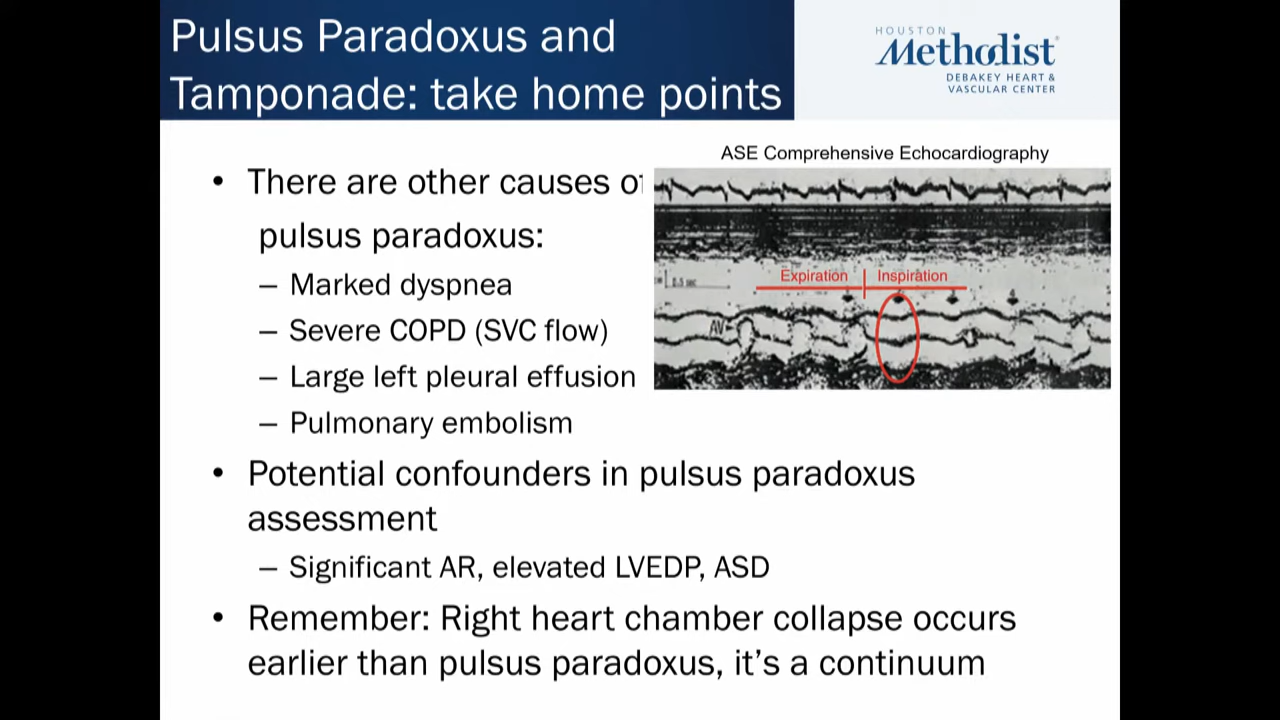 Pulsus Paradoxus and
Tamponade: take home points
HOUSTON
Methodist
DEBAKEY HEART &
VASCULAR CENTER
ASE Comprehensive Echocardiography
• There are other causes of
pulsus paradoxus:
– Marked dyspnea
– Severe COPD (SVC flow)
– Large left pleural effusion
– Pulmonary embolism
Expiration
Inspiration
0.5 sec
AV
• Potential confounders in pulsus paradoxus
assessment
– Significant AR, elevated LVEDP, ASD
• Remember: Right heart chamber collapse occurs
earlier than pulsus paradoxus, it's a continuum